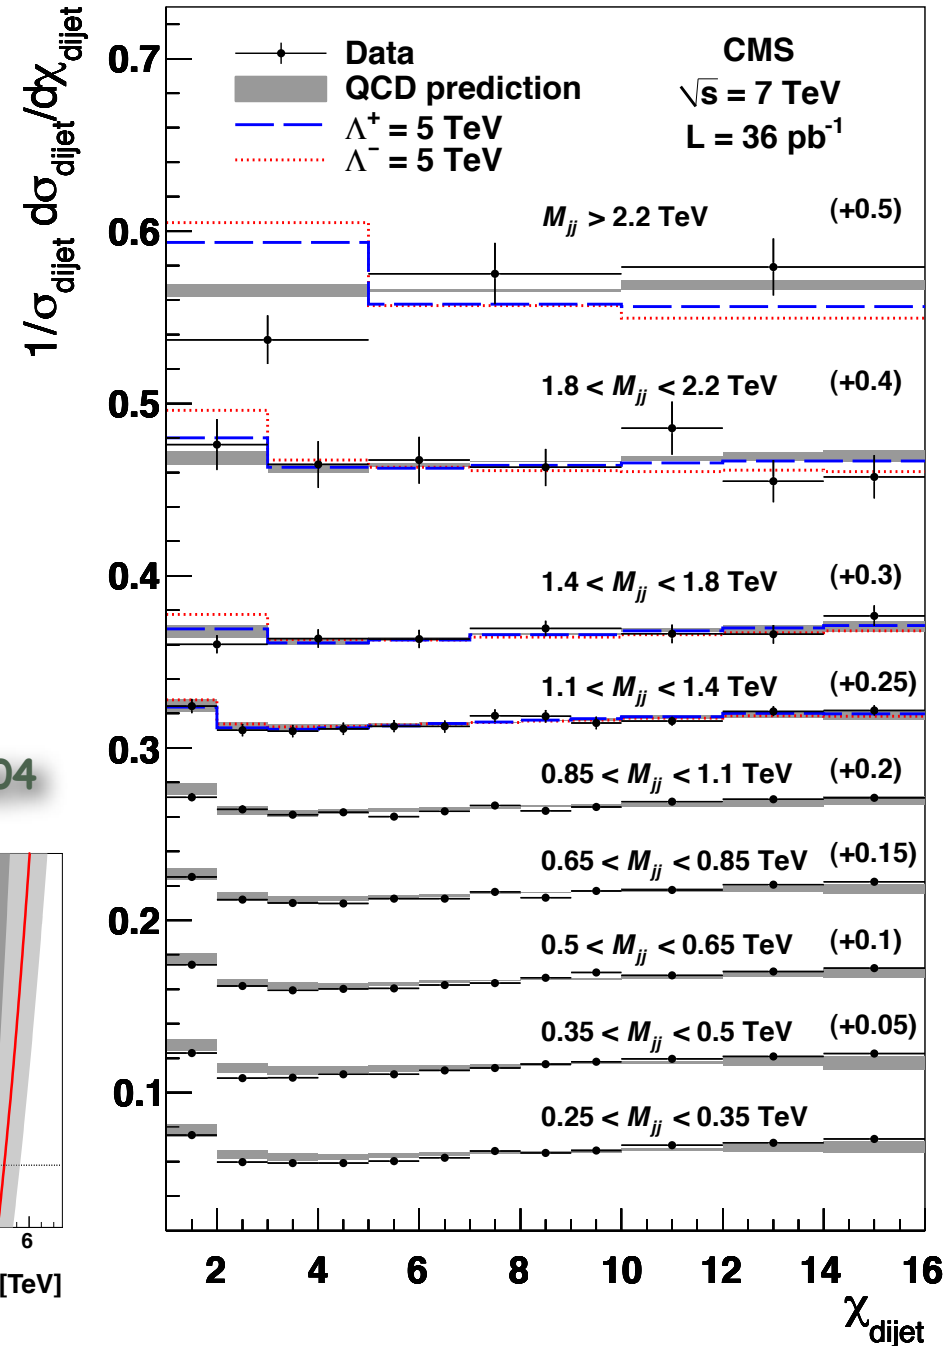 1/σdijet dσdijet/dχdijet
0.7
0.6
0.5
0.4
0.3
0.2
0.1
Data
QCD prediction
Λ+ = 5 TeV
Λ- = 5 TeV
CMS
√s = 7 TeV
L = 36 pb-1
Mjj > 2.2 TeV (+0.5)
1.8 < Mjj < 2.2 TeV (+0.4)
1.4 < Mjj < 1.8 TeV (+0.3)
1.1 < Mjj < 1.4 TeV (+0.25)
0.85 < Mjj < 1.1 TeV (+0.2)
0.65 < Mjj < 0.85 TeV (+0.15)
0.5 < Mjj < 0.65 TeV (+0.1)
0.35 < Mjj < 0.5 TeV (+0.05)
0.25 < Mjj < 0.35 TeV
2 4 6 8 10 12 14 16
χdijet
04
6
[TeV]